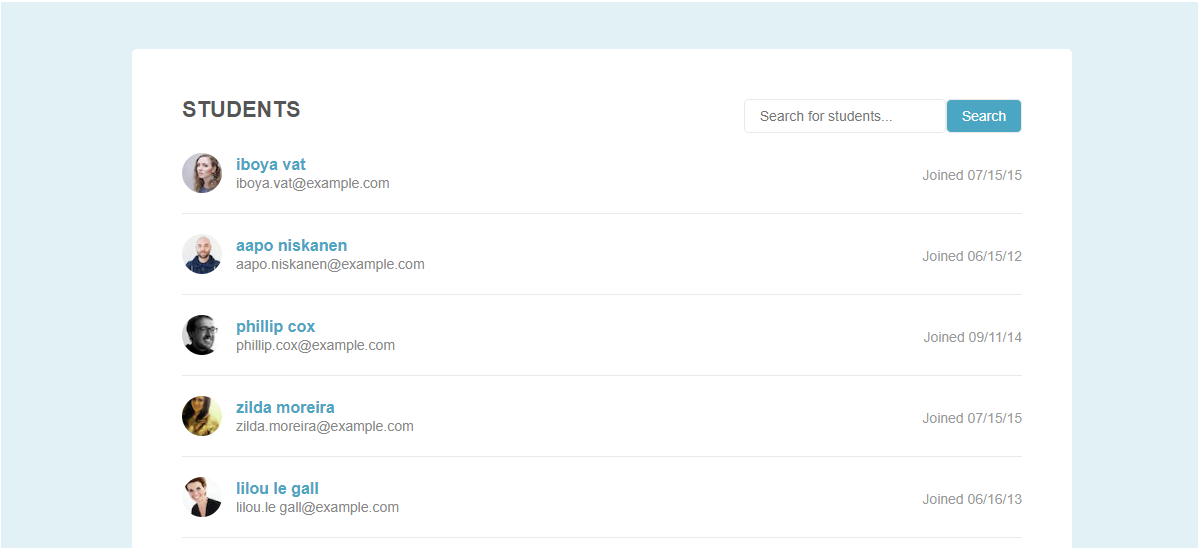 STUDENTS
Search for students...
Search
iboya vat
iboya.vat@example.com
Joined 07/15/15
aapo niskanen
aapo.niskanen@example.com
Joined 06/15/12
phillip cox
phillip.cox@example.com
Joined 09/11/14
zilda moreira
zilda.moreira@example.com
Joined 07/15/15
lilou le gall
lilou.le gall@example.com
Joined 06/16/13